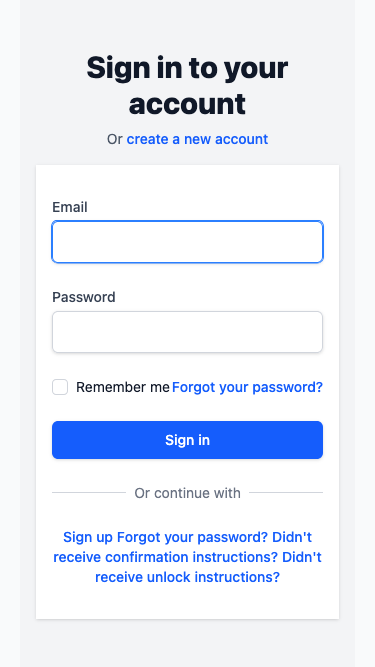 Sign in to your
account
Or create a new account
Email
Password
Remember me Forgot your password?
Sign in
Or continue with
Sign up Forgot your password? Didn't
receive confirmation instructions? Didn't
receive unlock instructions?